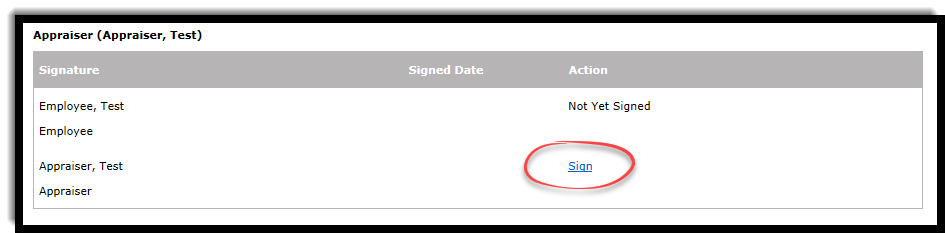 Appraiser (Appraiser, Test)
Signature Signed Date Action
Employee, Test Not Yet Signed
Employee
Appraiser, Test Sign
Appraiser